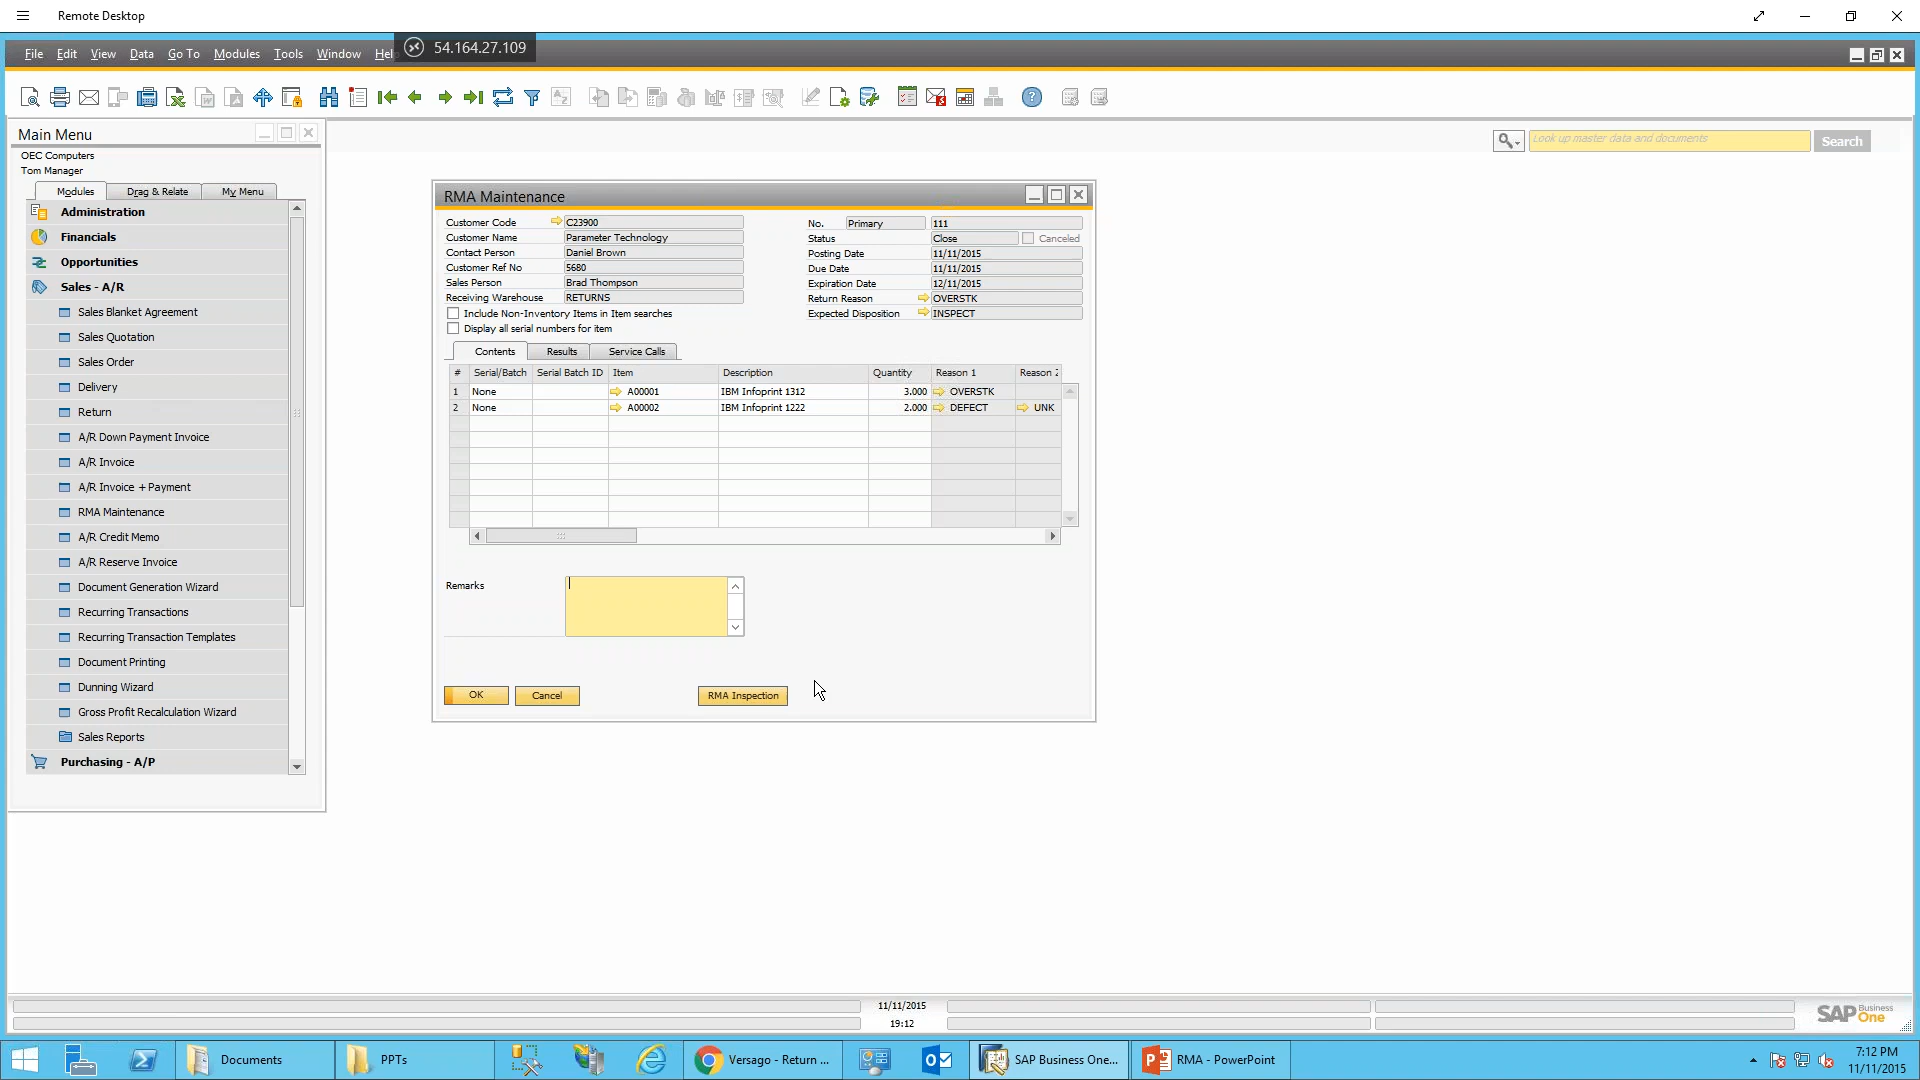 Remote Desktop
File Edit View Data Go To Modules Tools Window Help
54.164.27.109
Look up master data and documents
Search
Main Menu
OEC Computers
Tom Manager
Modules Drag & Relate My Menu
Administration
Financials
Opportunities
Sales - A/R
Sales Blanket Agreement
Sales Quotation
Sales Order
Delivery
Return
A/R Down Payment Invoice
A/R Invoice
A/R Invoice + Payment
RMA Maintenance
A/R Credit Memo
A/R Reserve Invoice
Document Generation Wizard
Recurring Transactions
Recurring Transaction Templates
Document Printing
Dunning Wizard
Gross Profit Recalculation Wizard
Sales Reports
Purchasing - A/P
RMA Maintenance
Customer Code C23900
Customer Name Parameter Technology
Contact Person Daniel Brown
Customer Ref No 5680
Sales Person Brad Thompson
Receiving Warehouse RETURNS
Include Non-Inventory Items in Item searches
Display all serial numbers for item
No. Primary 111
Status Close Canceled
Posting Date 11/11/2015
Due Date 11/11/2015
Expiration Date 12/11/2015
Return Reason OVERSTK
Expected Disposition INSPECT
Contents Results Service Calls
# Serial/Batch Serial Batch ID Item Description Quantity Reason 1 Reason 2
1 None A00001 IBM Infoprint 1312 3.000 OVERSTK
2 None A00002 IBM Infoprint 1222 2.000 DEFECT UNK
Remarks
OK Cancel RMA Inspection
11/11/2015
19:12
SAP Business One
Documents PPTs Versago - Return ... SAP Business One... RMA - PowerPoint
7:12 PM
11/11/2015